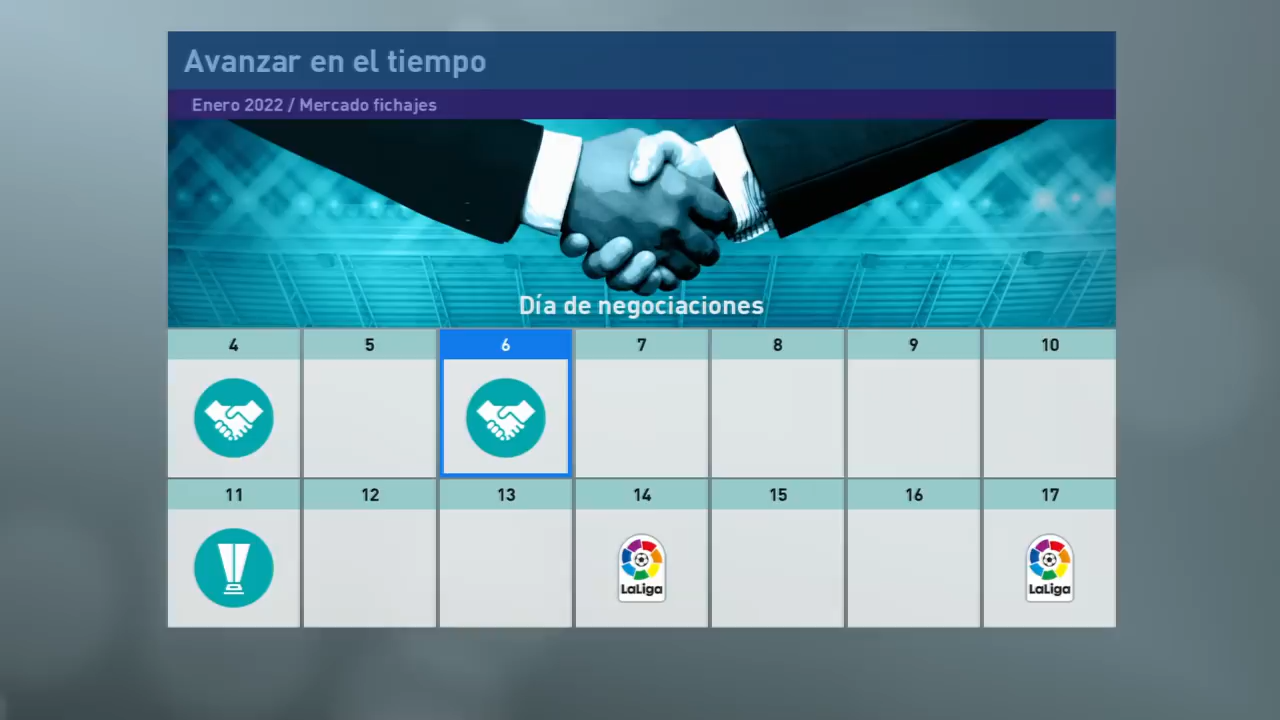 Avanzar en el tiempo
Enero 2022 / Mercado fichajes
Día de negociaciones
4 5 6 7 8 9 10
11 12 13 14 15 16 17
LaLiga LaLiga